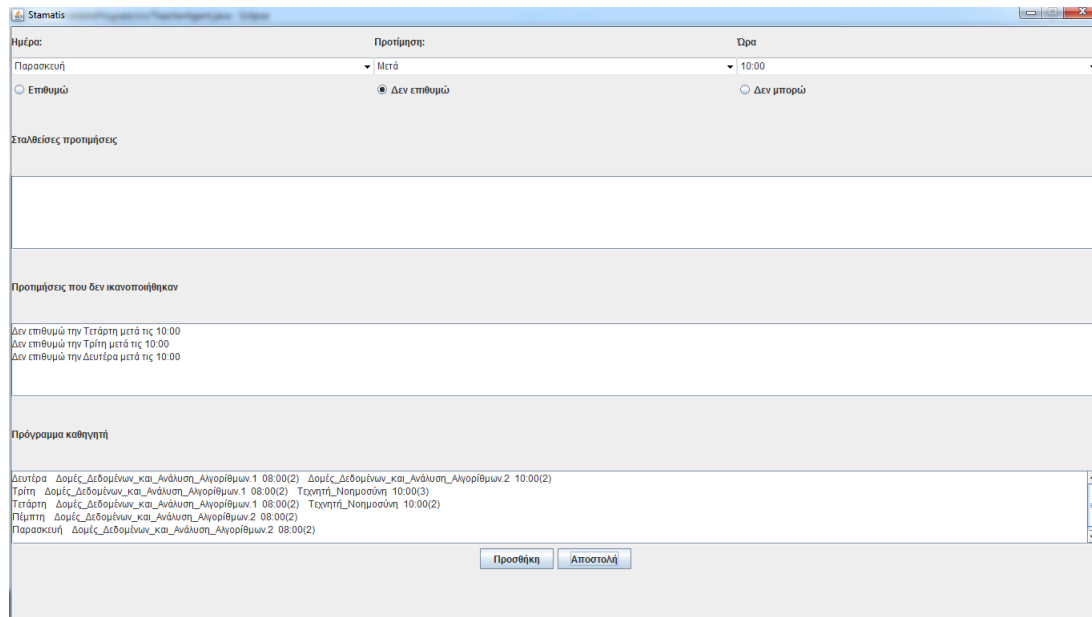 Stamatis
Ημέρα: Προτίμηση: Ώρα
Παρασκευή Μετά 10:00
Επιθυμώ Δεν επιθυμώ Δεν μπορώ
Σταλθείσες προτιμήσεις
Προτιμήσεις που δεν ικανοποιήθηκαν
Δεν επιθυμώ την Τετάρτη μετά τις 10:00
Δεν επιθυμώ την Τρίτη μετά τις 10:00
Δεν επιθυμώ την Δευτέρα μετά τις 10:00
Πρόγραμμα καθηγητή
Δευτέρα Δομές_Δεδομένων_και_Ανάλυση_Αλγορίθμων.1 08:00(2) Δομές_Δεδομένων_και_Ανάλυση_Αλγορίθμων.2 10:00(2)
Τρίτη Δομές_Δεδομένων_και_Ανάλυση_Αλγορίθμων.1 08:00(2) Τεχνητή_Νοημοσύνη 10:00(3)
Τετάρτη Δομές_Δεδομένων_και_Ανάλυση_Αλγορίθμων.1 08:00(2) Τεχνητή_Νοημοσύνη 10:00(2)
Πέμπτη Δομές_Δεδομένων_και_Ανάλυση_Αλγορίθμων.2 08:00(2)
Παρασκευή Δομές_Δεδομένων_και_Ανάλυση_Αλγορίθμων.2 08:00(2)
Προσθήκη Αποστολή